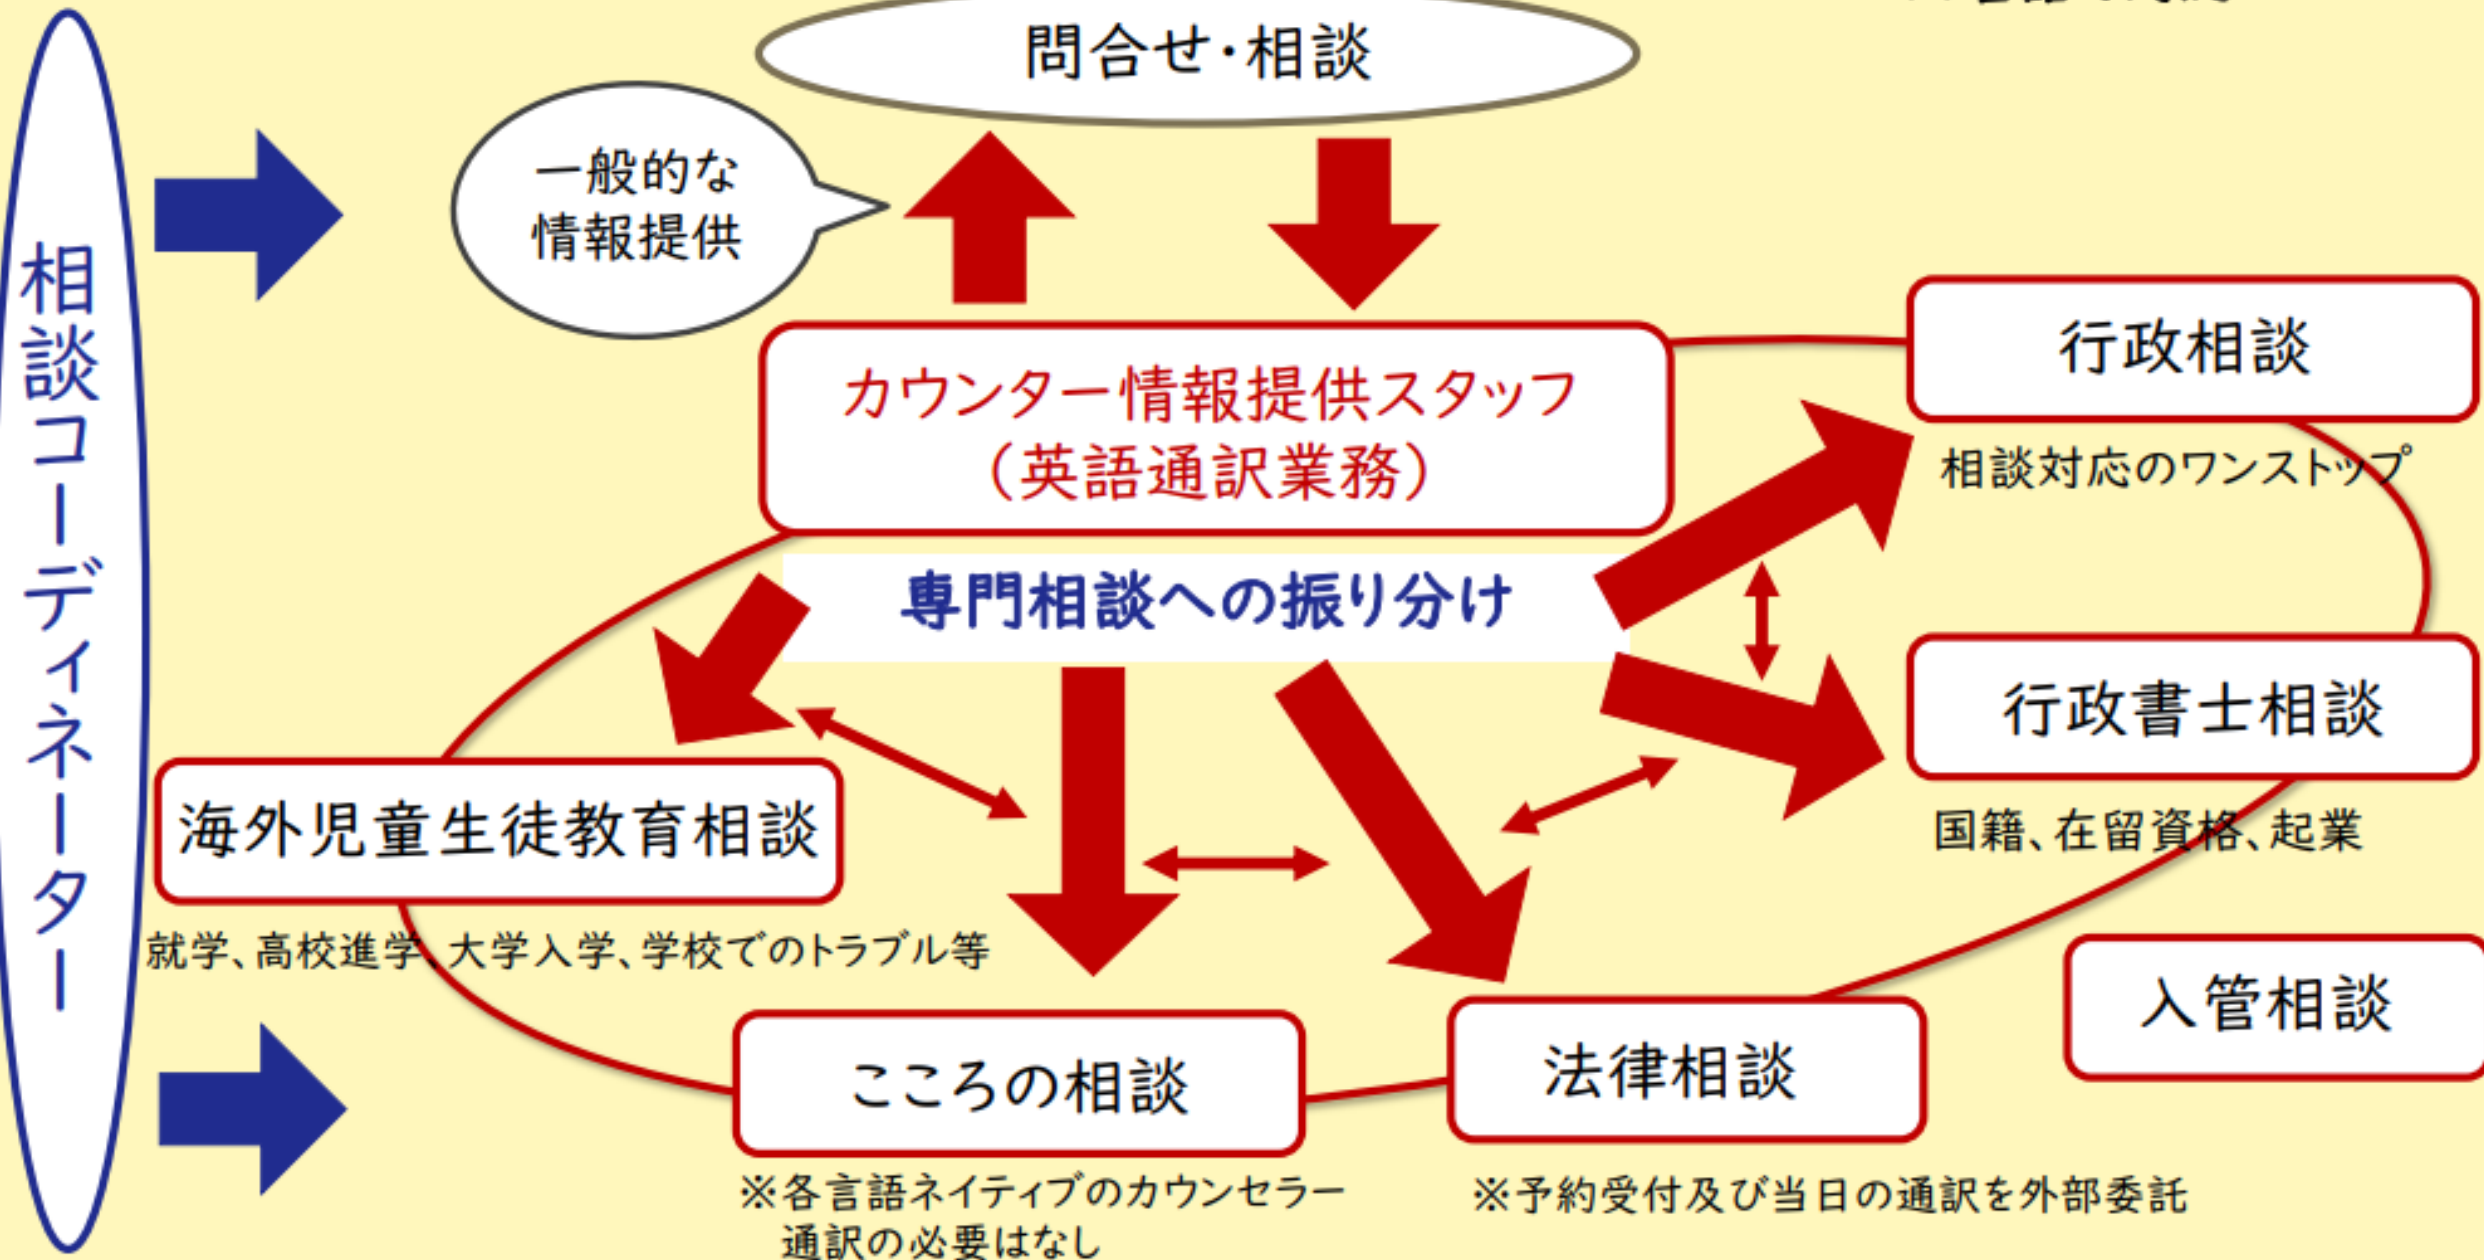 問合せ・相談
一般的な
情報提供
相談コーディネーター
カウンター情報提供スタッフ
（英語通訳業務）
行政相談
相談対応のワンストップ
専門相談への振り分け
行政書士相談
国籍、在留資格、起業
海外児童生徒教育相談
就学、高校進学、大学入学、学校でのトラブル等
入管相談
こころの相談
法律相談
※各言語ネイティブのカウンセラー
通訳の必要はなし
※予約受付及び当日の通訳を外部委託